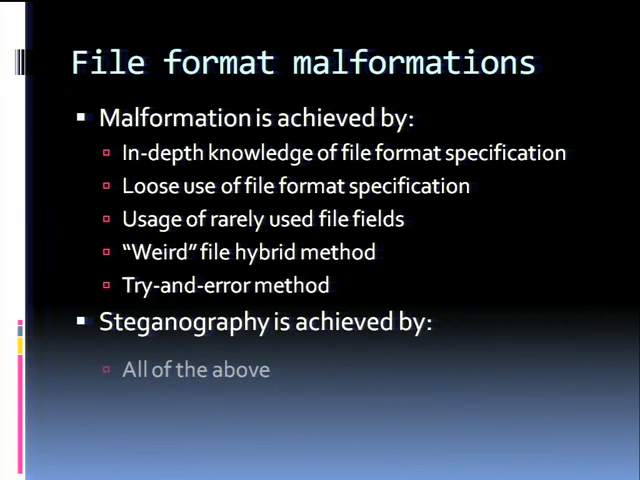 File format malformations
Malformation is achieved by:
In-depth knowledge of file format specification
Loose use of file format specification
Usage of rarely used file fields
“Weird” file hybrid method
Try-and-error method
Steganography is achieved by:
All of the above